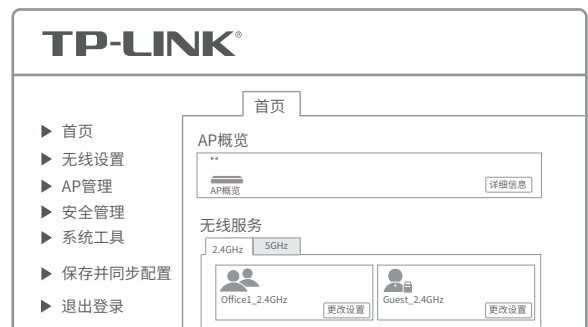 TP-LINK®
首页
首页
无线设置
AP管理
安全管理
系统工具
保存并同步配置
退出登录
AP概览
AP概览
详细信息
无线服务
2.4GHz
5GHz
Office1_2.4GHz
更改设置
Guest_2.4GHz
更改设置